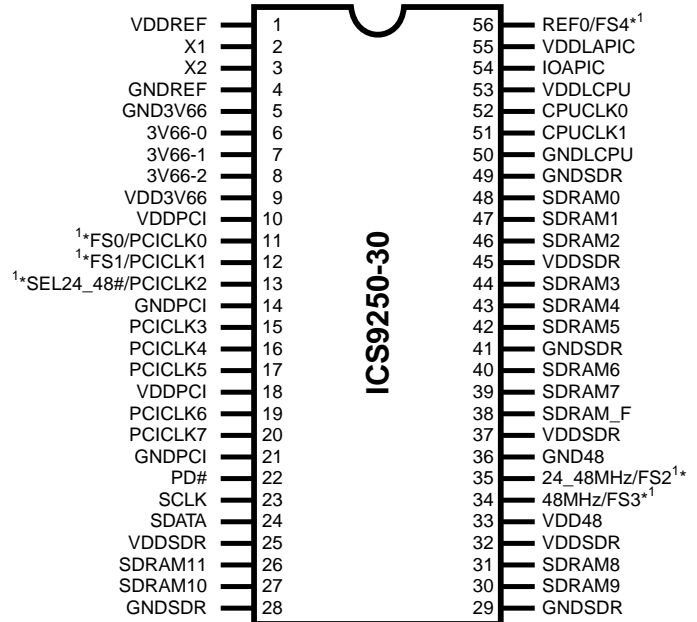 VDDREF 1
X1 2
X2 3
GNDREF 4
GND3V66 5
3V66-0 6
3V66-1 7
3V66-2 8
VDD3V66 9
VDDPCI 10
1*FS0/PCICLK0 11
1*FS1/PCICLK1 12
1*SEL24_48#/PCICLK2 13
GNDPCI 14
PCICLK3 15
PCICLK4 16
PCICLK5 17
VDDPCI 18
PCICLK6 19
PCICLK7 20
GNDPCI 21
PD# 22
SCLK 23
SDATA 24
VDDSDR 25
SDRAM11 26
SDRAM10 27
GNDSDR 28
ICS9250-30
56 REF0/FS4*1
55 VDDLAPIC
54 IOAPIC
53 VDDLCPU
52 CPUCLK0
51 CPUCLK1
50 GNDLCPU
49 GNDSDR
48 SDRAM0
47 SDRAM1
46 SDRAM2
45 VDDSDR
44 SDRAM3
43 SDRAM4
42 SDRAM5
41 GNDSDR
40 SDRAM6
39 SDRAM7
38 SDRAM_F
37 VDDSDR
36 GND48
35 24_48MHz/FS21*
34 48MHz/FS3*1
33 VDD48
32 VDDSDR
31 SDRAM8
30 SDRAM9
29 GNDSDR